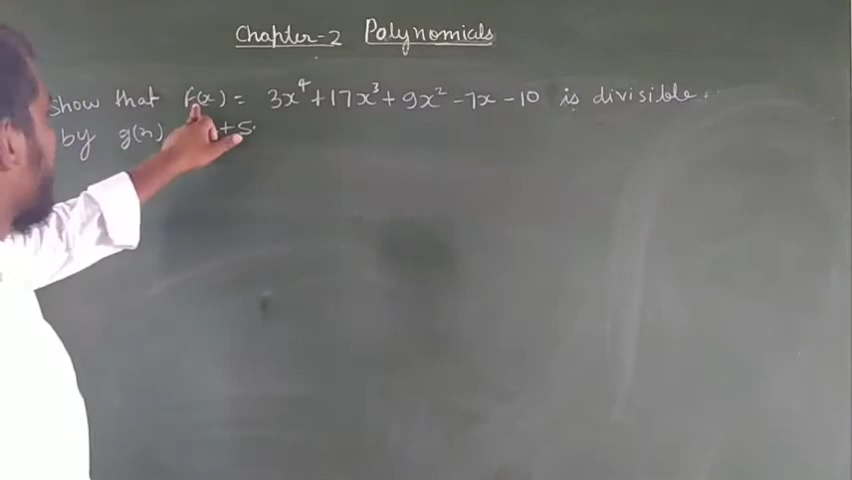 Chapter-2 Polynomials
Show that F(x) = 3x⁴ + 17x³ + 9x² - 7x - 10 is divisible.
by g(x) +5.